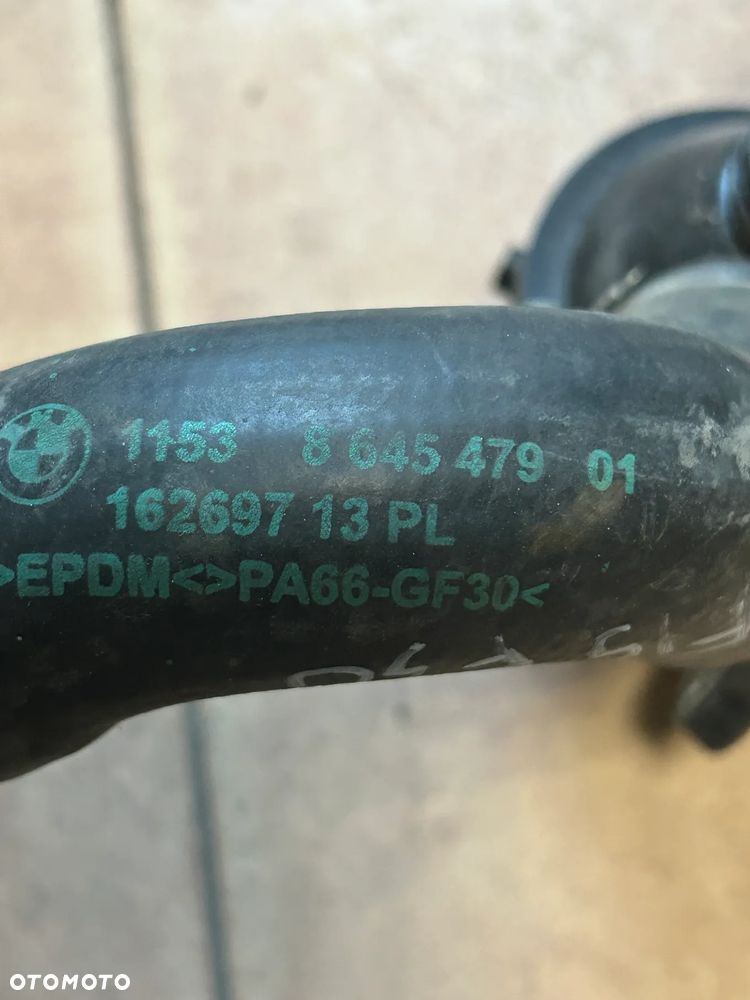 1153 8 645 479 01
162697 13 PL
>EPDM<>PA66-GF30<
OTOMOTO